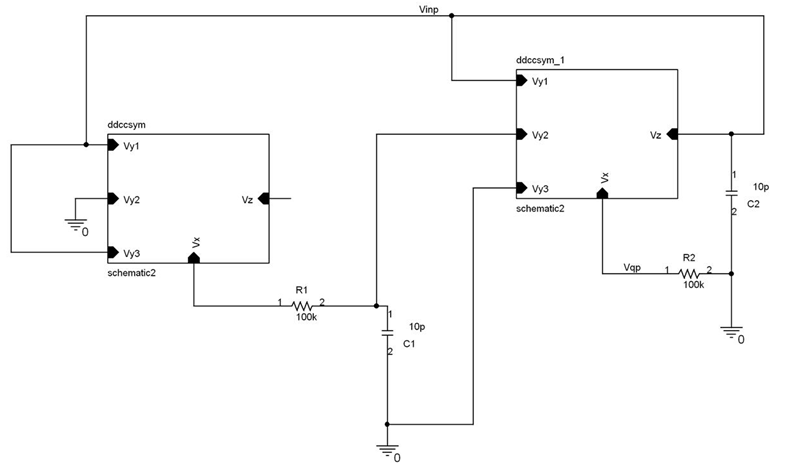 Vinp
ddccsym_1
Vy1
ddccsym
Vy1
Vy2
Vz
1
10p
C2
2
Vy2
Vz
0
Vx
Vy3
Vx
schematic2
Vy3
schematic2
Vqp
1
R2
2
100k
R1
1
2
100k
0
1
10p
C1
2
0